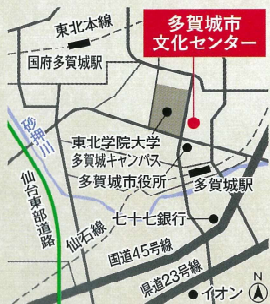 東北本線
多賀城市
文化センター
国府多賀城駅
砂押川
東北学院大学
多賀城キャンパス
多賀城市役所
多賀城駅
仙台東部道路
仙石線
七十七銀行
国道45号線
県道23号線
イオン
N